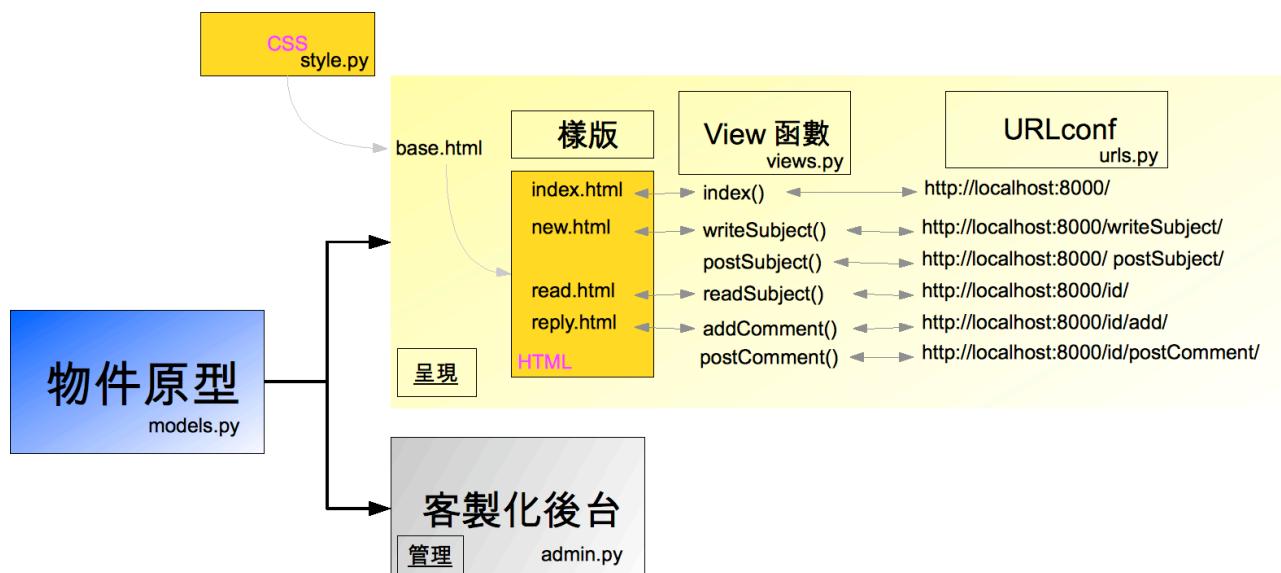 CSS
style.py
base.html
樣版
View 函數
views.py
URLconf
urls.py
index.html
index()
http://localhost:8000/
new.html
writeSubject()
http://localhost:8000/writeSubject/
postSubject()
http://localhost:8000/ postSubject/
read.html
readSubject()
http://localhost:8000/id/
reply.html
addComment()
http://localhost:8000/id/add/
HTML
postComment()
http://localhost:8000/id/postComment/
呈現
物件原型
models.py
客製化後台
管理
admin.py